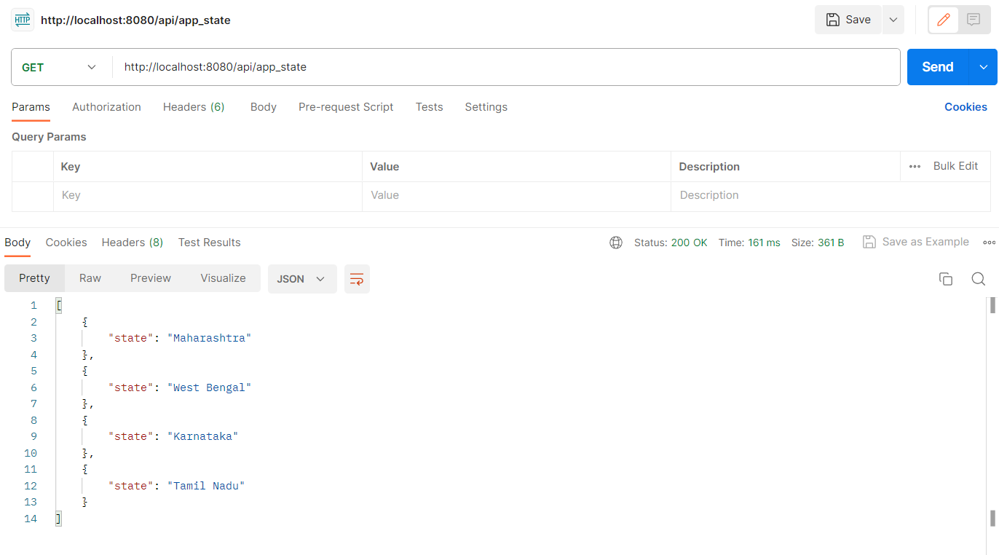 HTTP http://localhost:8080/api/app_state Save
GET http://localhost:8080/api/app_state Send
Params Authorization Headers (6) Body Pre-request Script Tests Settings Cookies
Query Params
Key Value Description Bulk Edit
Key Value Description
Body Cookies Headers (8) Test Results Status: 200 OK Time: 161 ms Size: 361 B Save as Example
Pretty Raw Preview Visualize JSON
1 [
2 {
3 "state": "Maharashtra"
4 },
5 {
6 "state": "West Bengal"
7 },
8 {
9 "state": "Karnataka"
10 },
11 {
12 "state": "Tamil Nadu"
13 }
14 ]